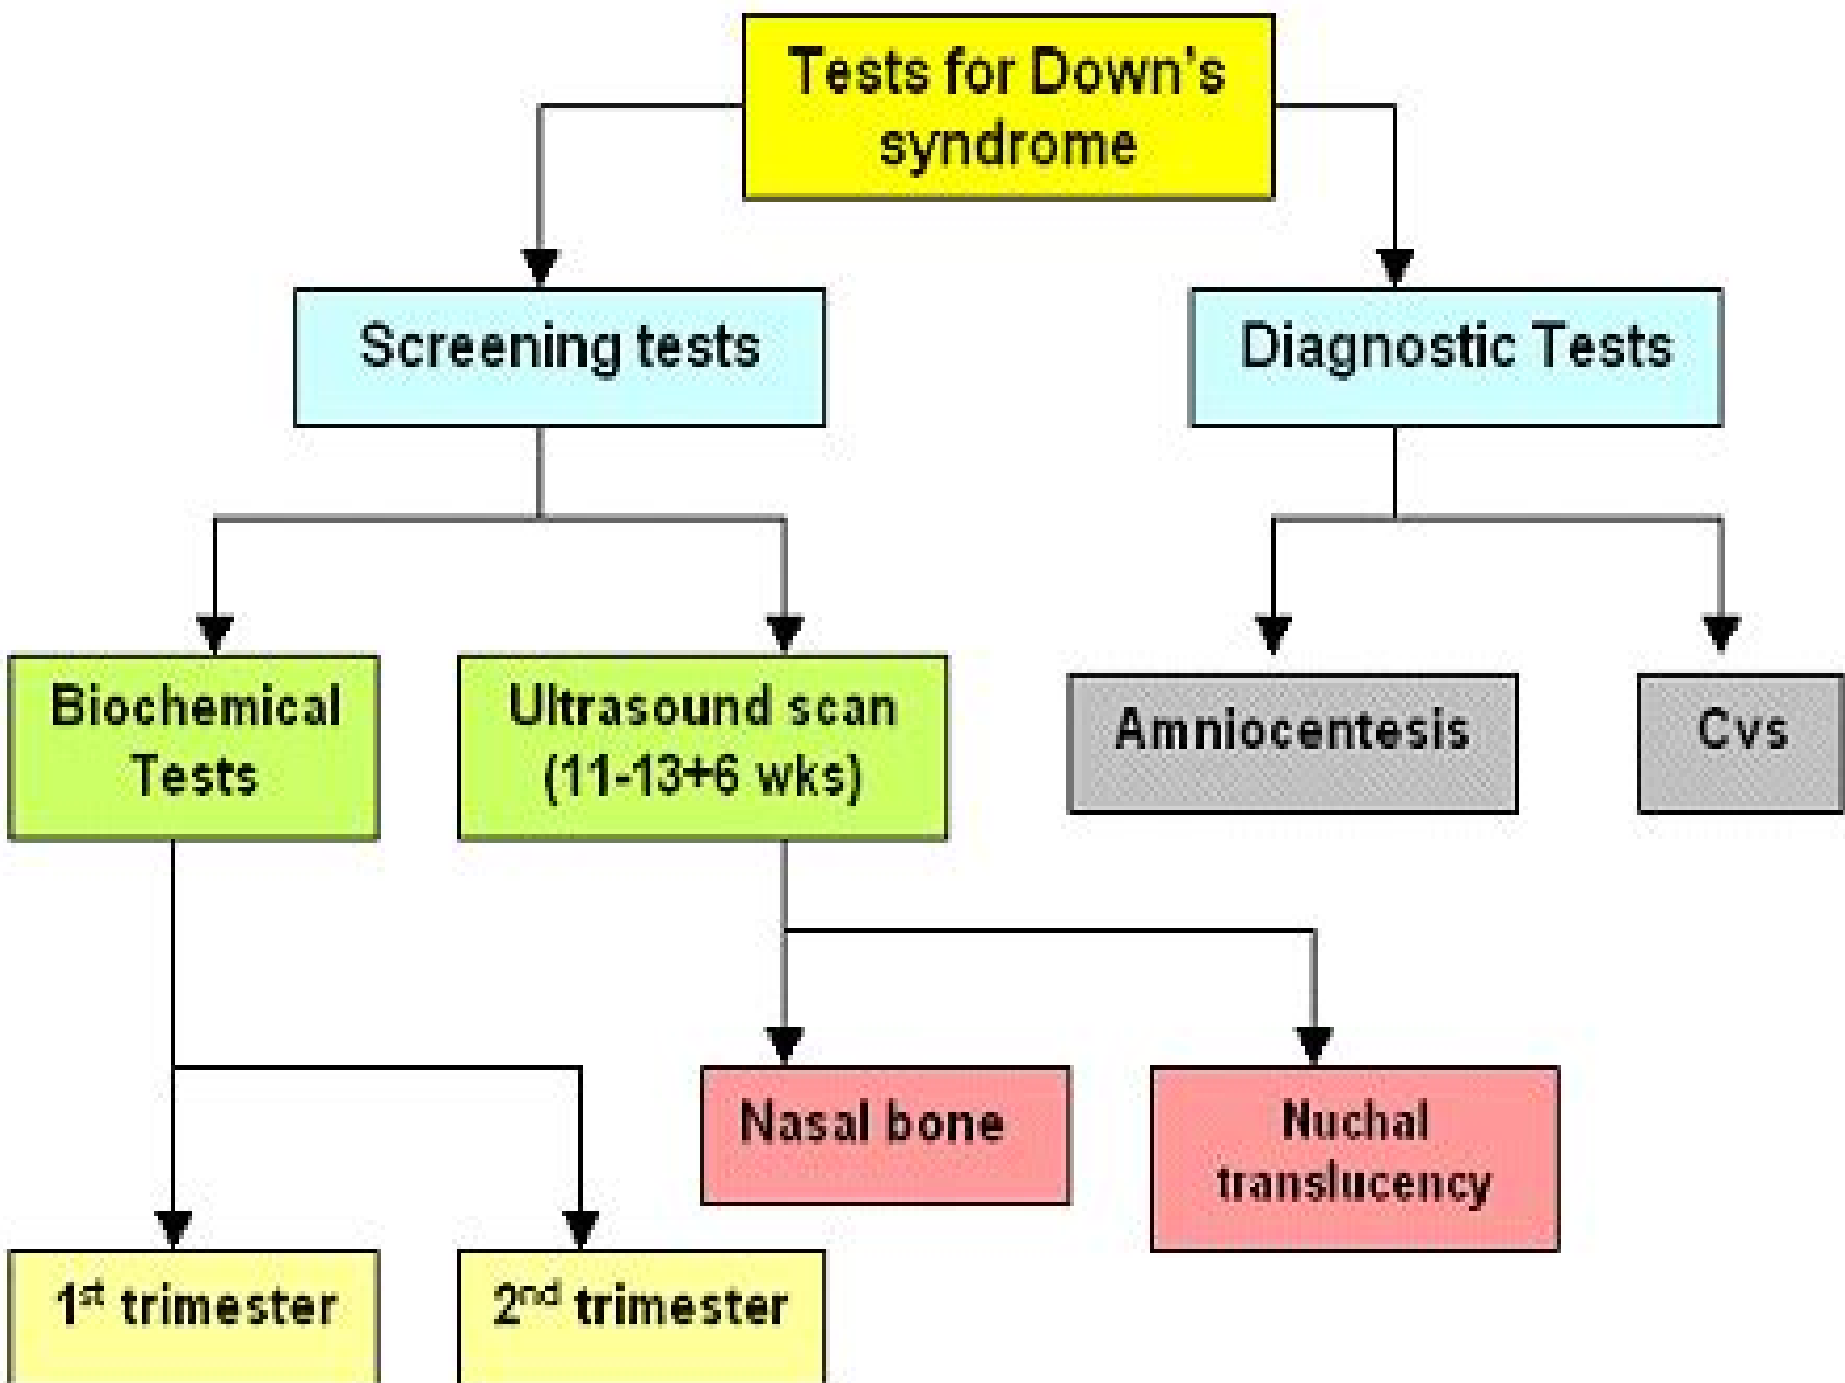 Tests for Down's
syndrome
Screening tests
Diagnostic Tests
Biochemical
Tests
Ultrasound scan
(11-13+6 wks)
Amniocentesis
Cvs
Nasal bone
Nuchal
translucency
1st trimester
2nd trimester